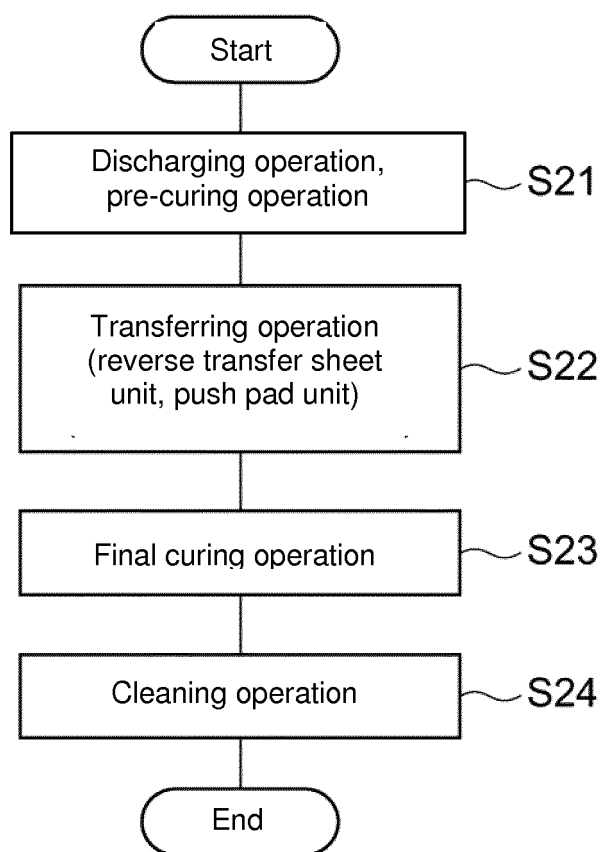 Start
Discharging operation,
pre-curing operation
S21
Transferring operation
(reverse transfer sheet
unit, push pad unit)
S22
Final curing operation
S23
Cleaning operation
S24
End